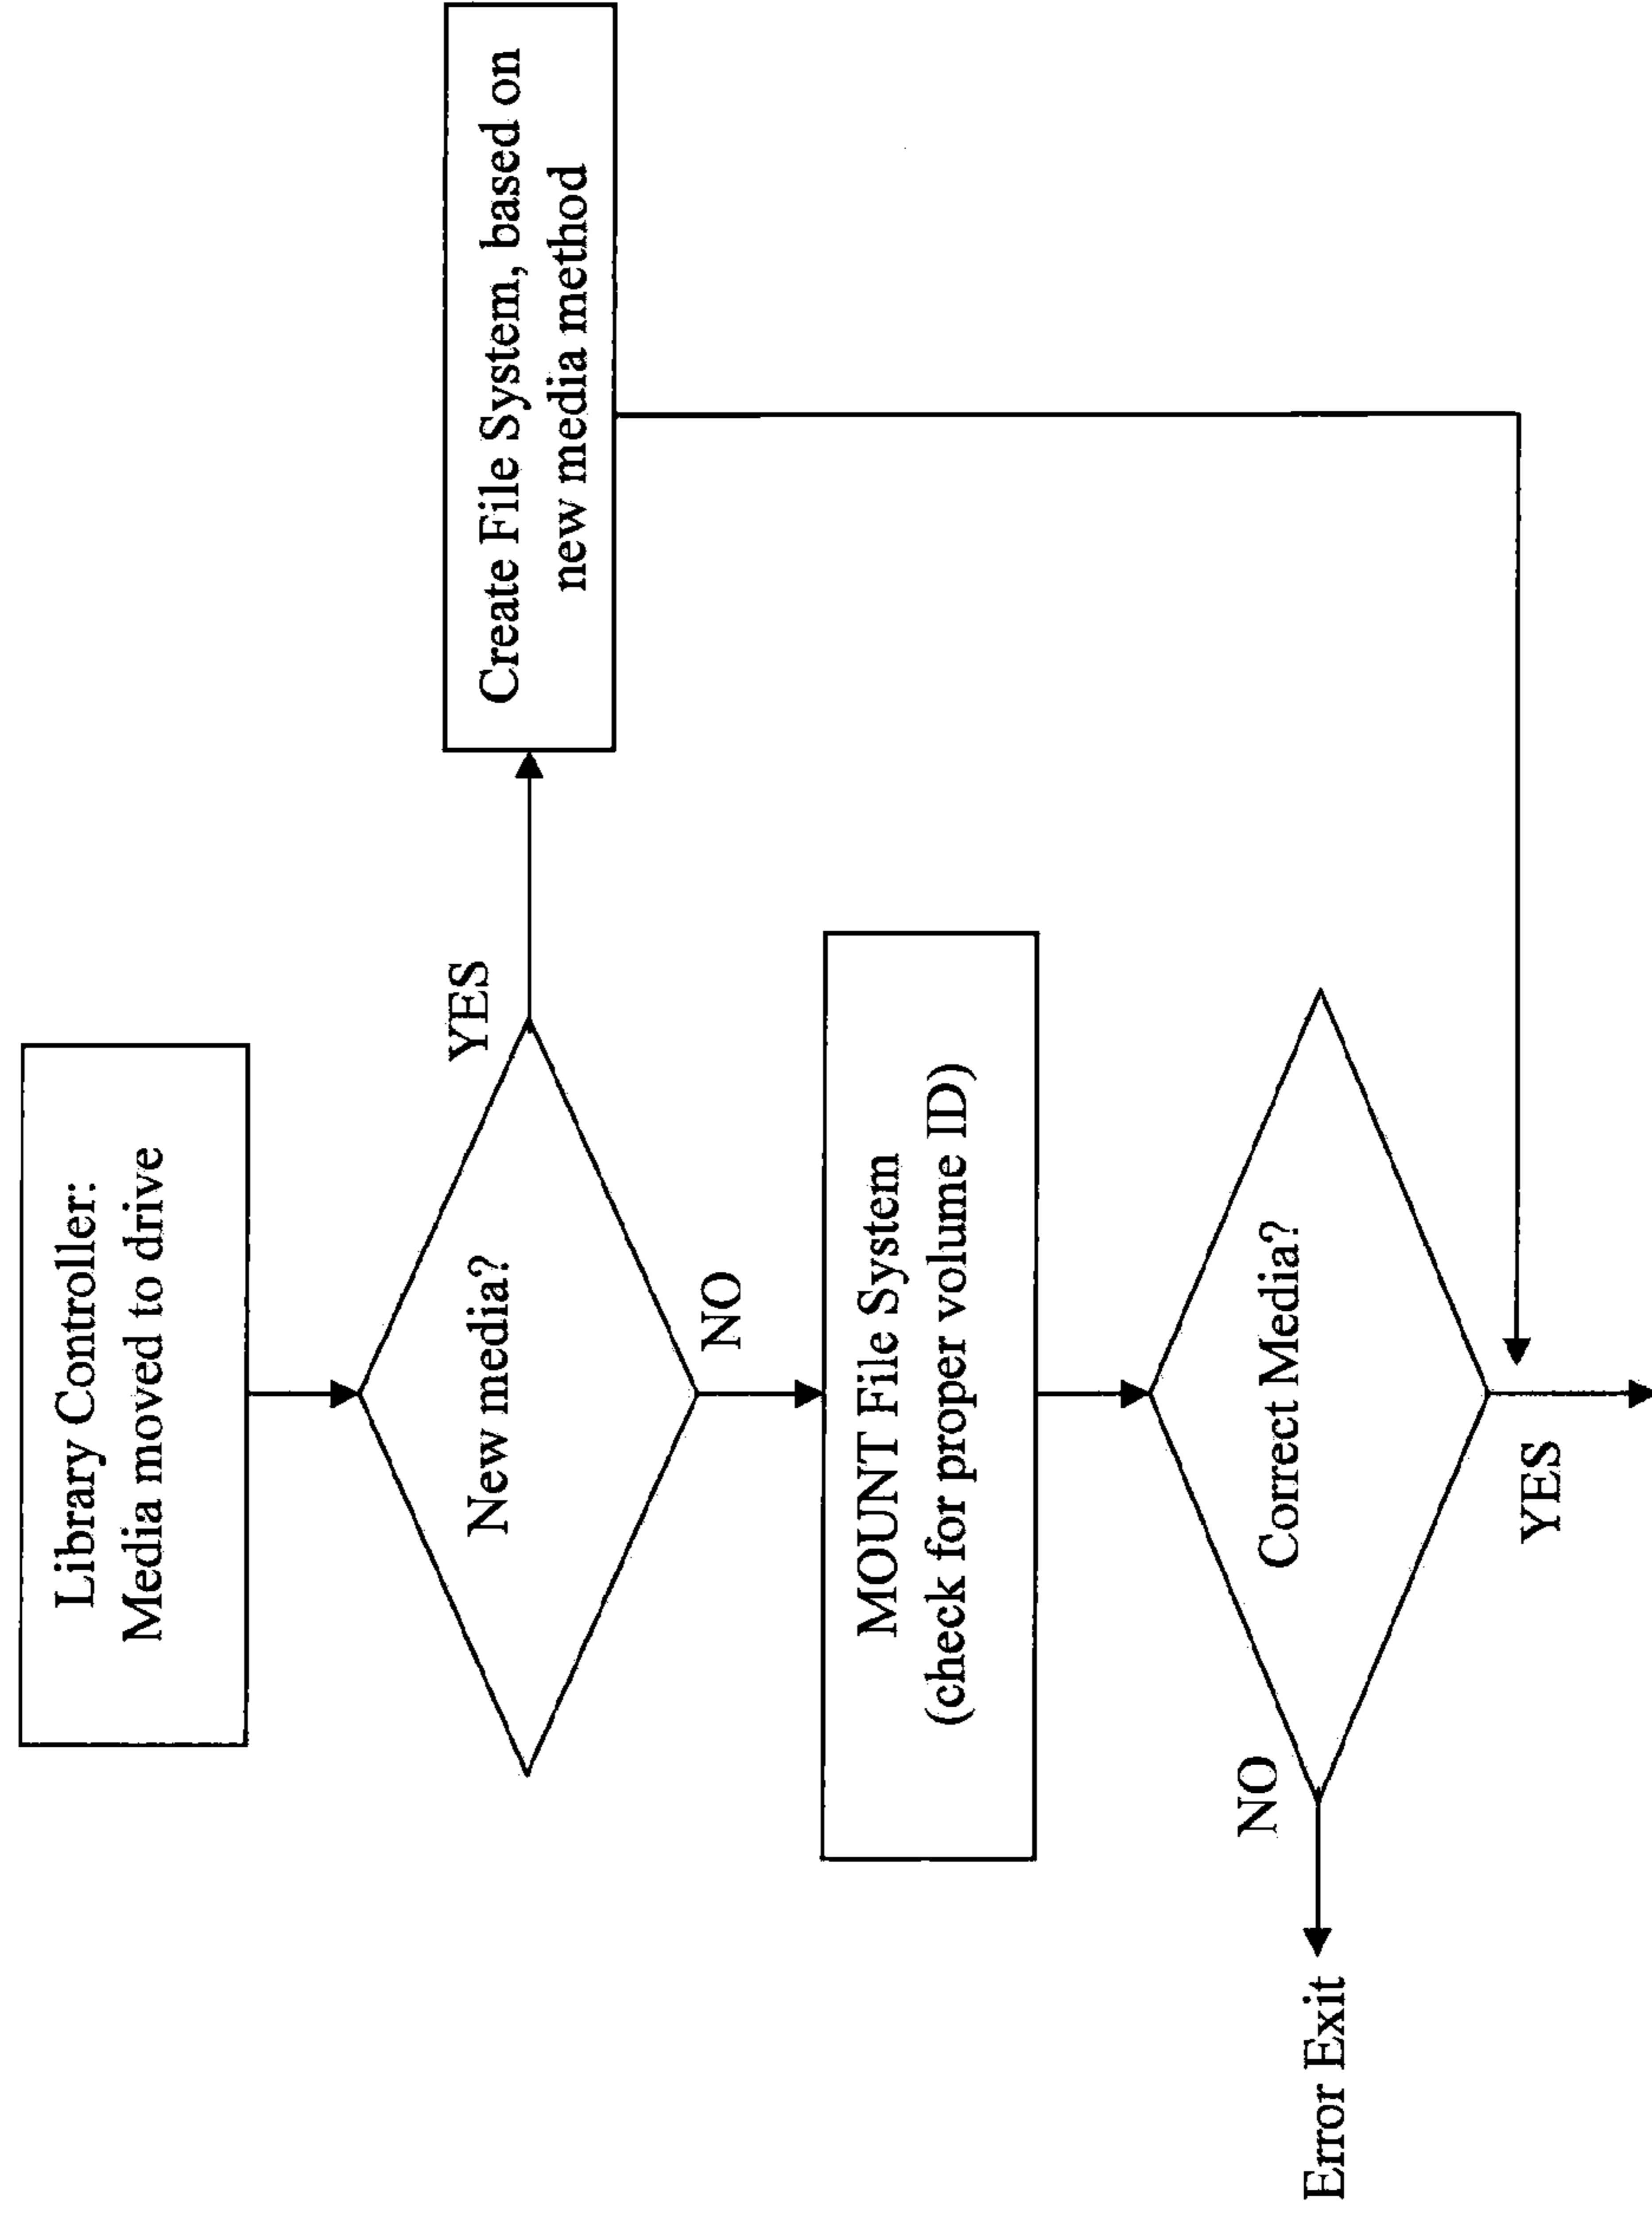 Library Controller:
Media moved to drive
New media?
YES
Create File System, based on
new media method
NO
MOUNT File System
(check for proper volume ID)
Correct Media?
NO
Error Exit
YES